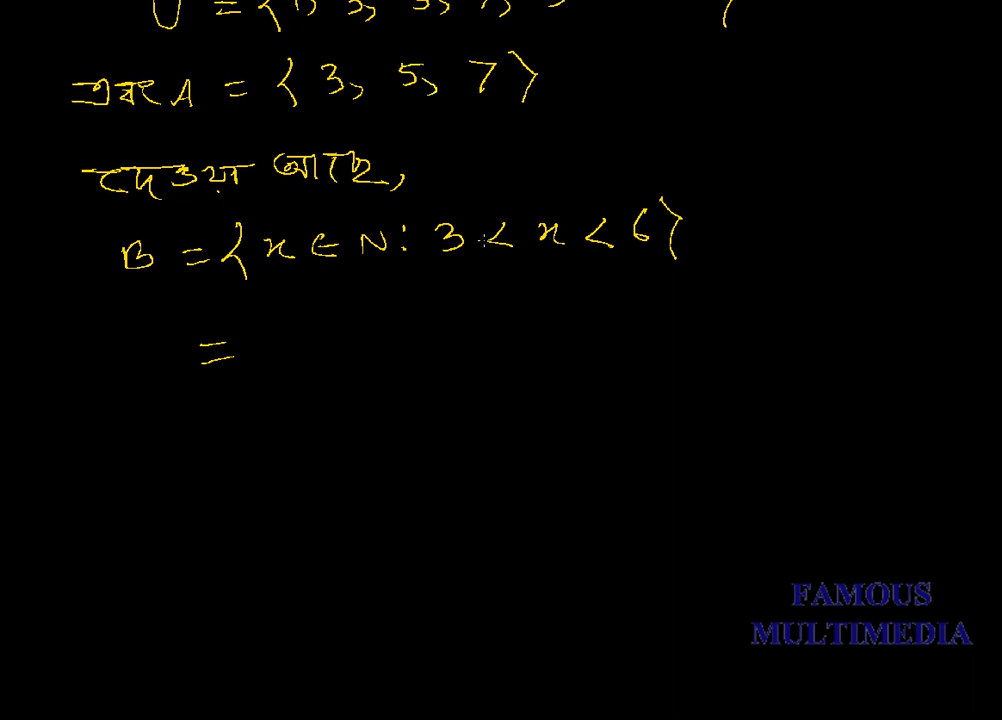 এবং A = { 3, 5, 7 }
দেওয়া আছে,
B = { x ∈ N : 3 < x < 6 }
=
FAMOUS
MULTIMEDIA